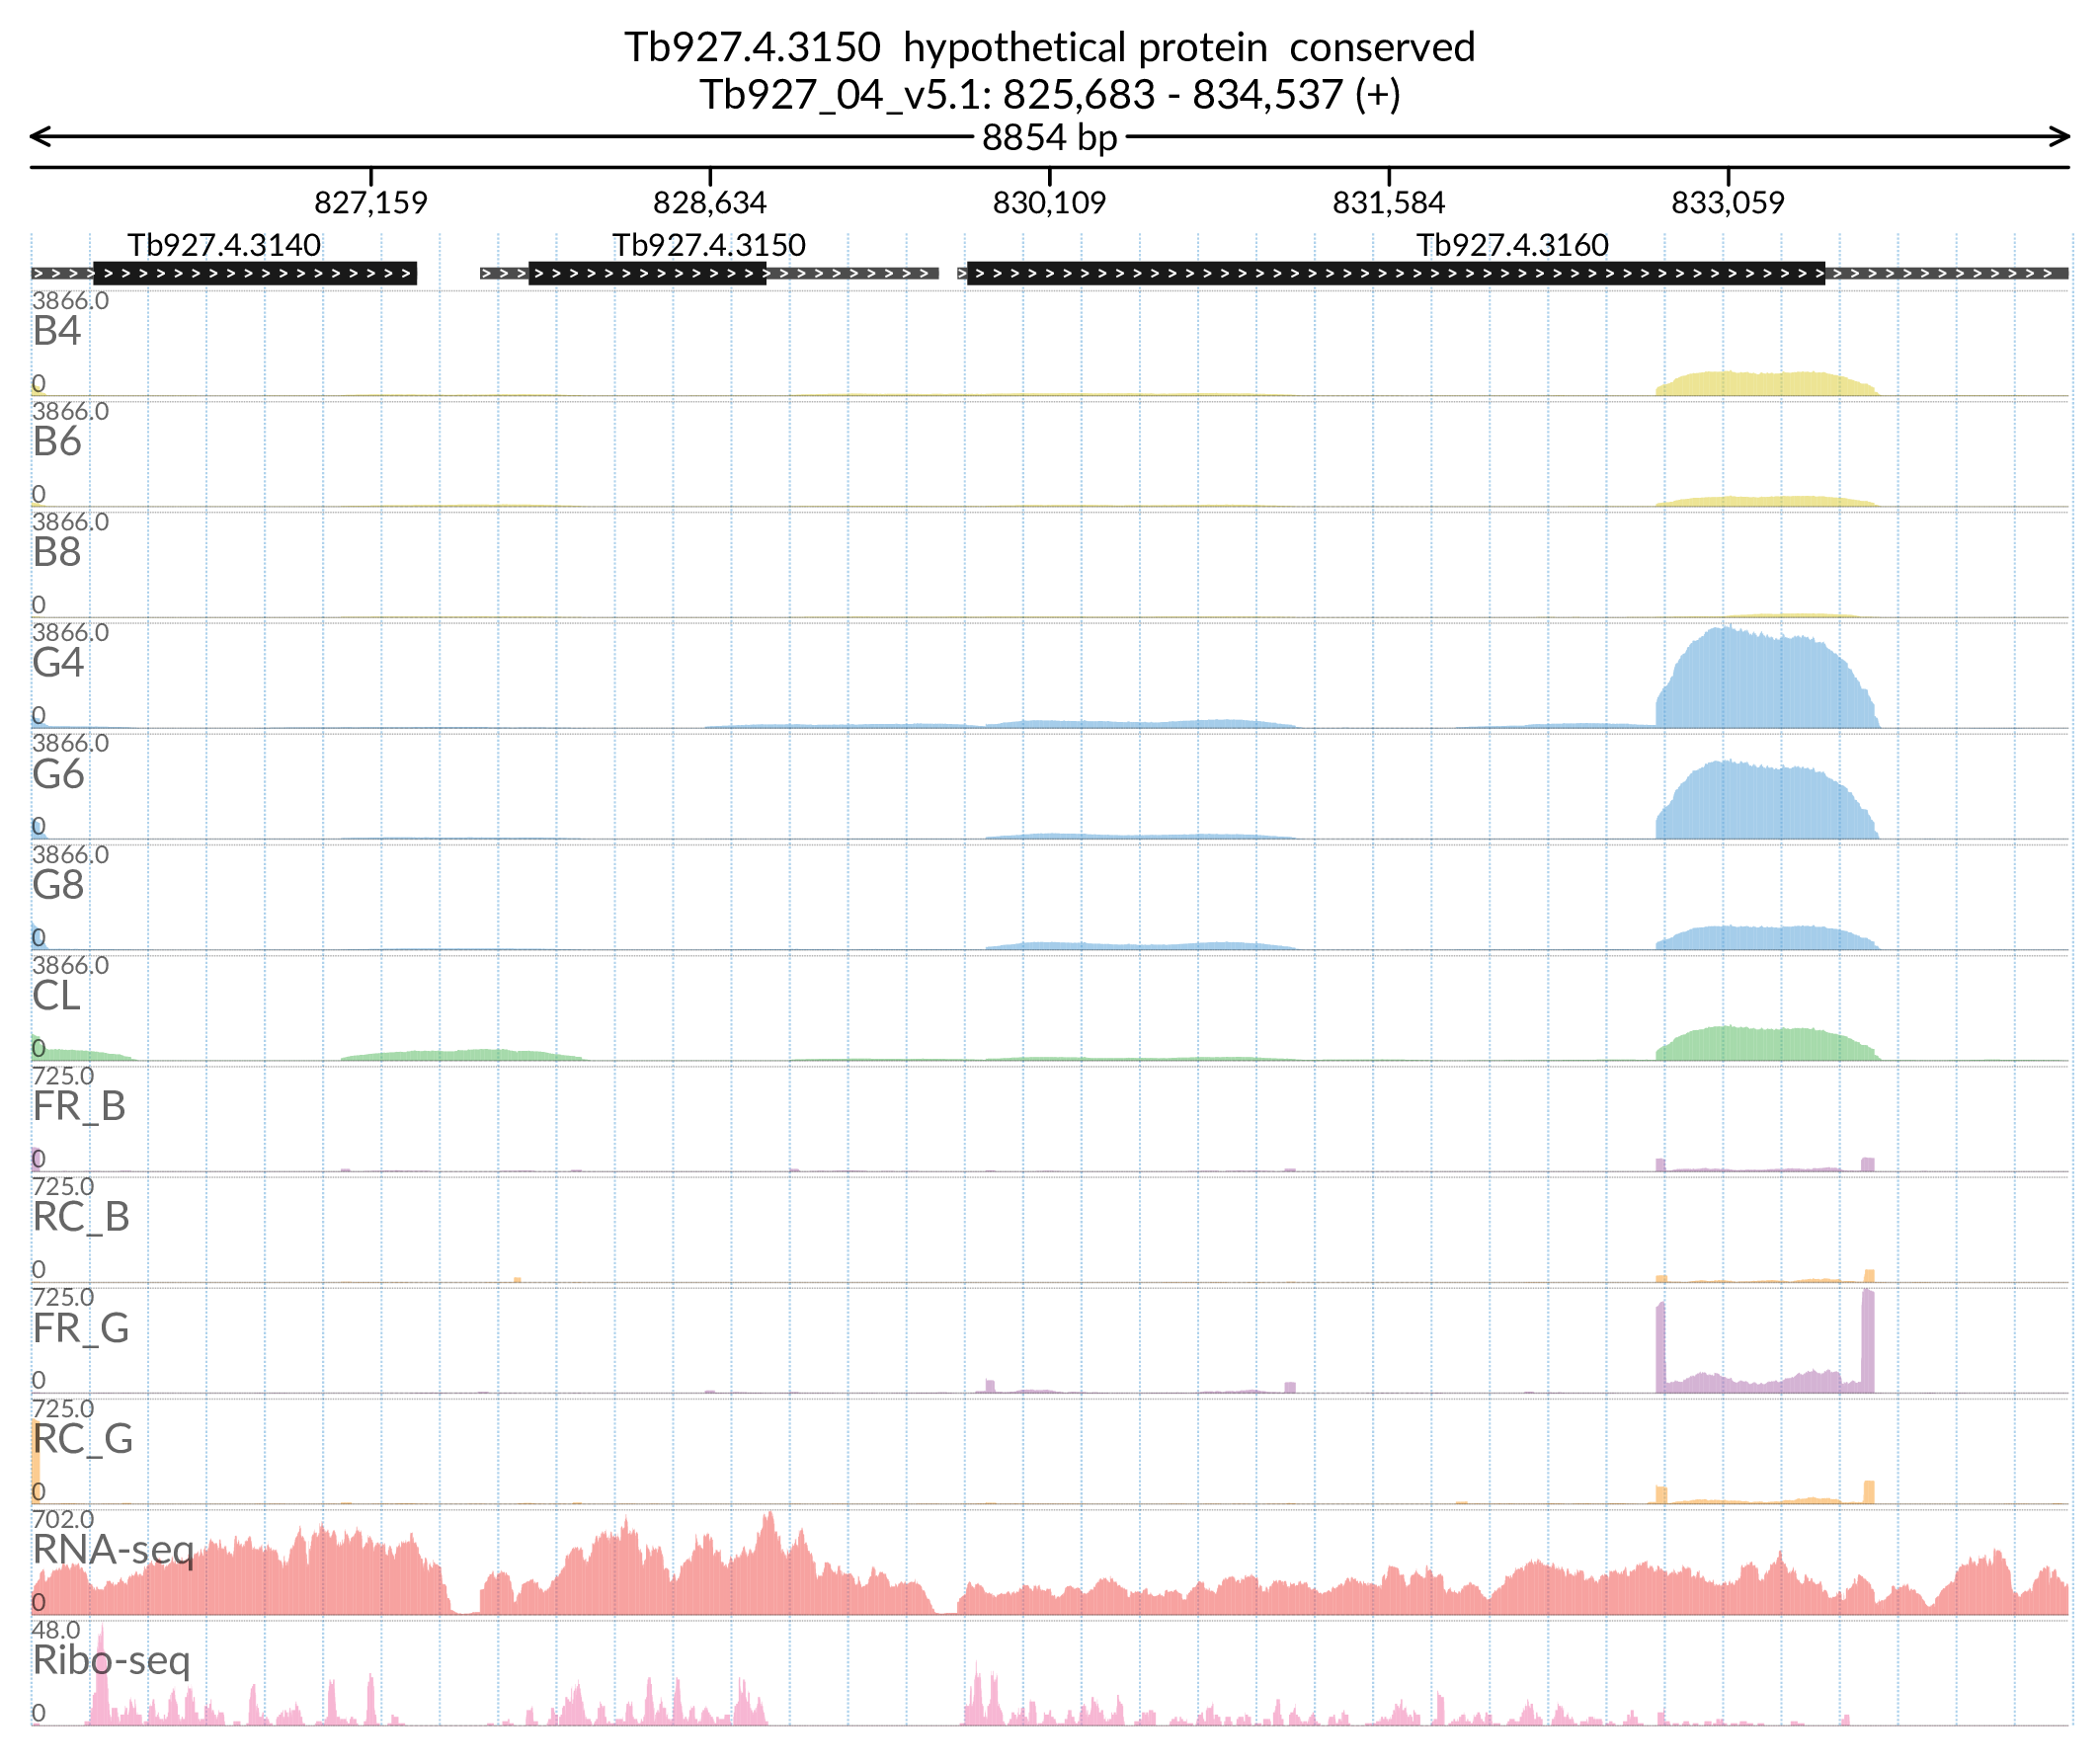 Tb927.4.3150 hypothetical protein conserved
Tb927_04_v5.1: 825,683 - 834,537 (+)
8854 bp
827,159 828,634 830,109 831,584 833,059
Tb927.4.3140 Tb927.4.3150 Tb927.4.3160
3866.0
B4
0
3866.0
B6
0
3866.0
B8
0
3866.0
G4
0
3866.0
G6
0
3866.0
G8
0
3866.0
CL
0
725.0
FR_B
0
725.0
RC_B
0
725.0
FR_G
0
725.0
RC_G
0
702.0
RNA-seq
0
48.0
Ribo-seq
0